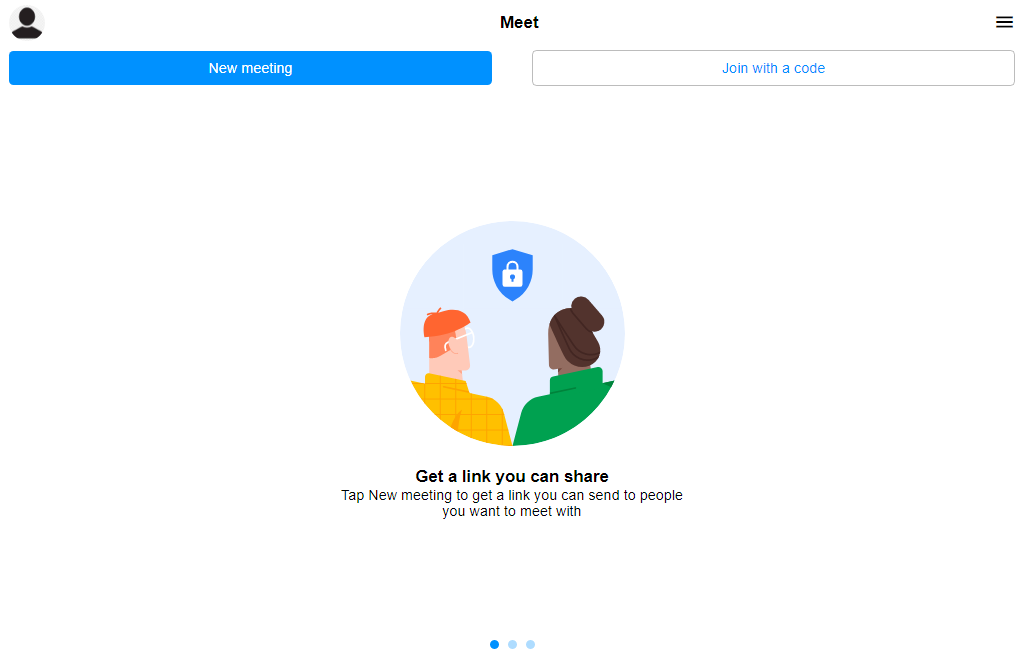 Meet
New meeting
Join with a code
Get a link you can share
Tap New meeting to get a link you can send to people
you want to meet with